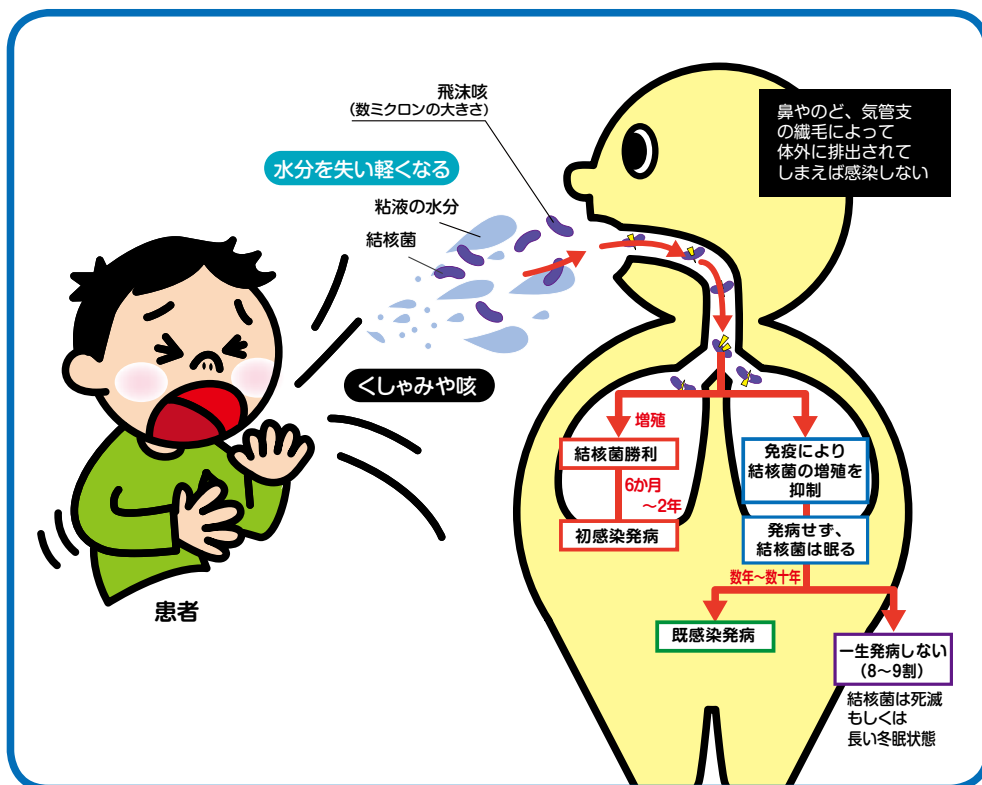 飛沫咳
(数ミクロンの大きさ)
水分を失い軽くなる
粘液の水分
結核菌
くしゃみや咳
患者
鼻やのど、気管支
の繊毛によって
体外に排出されて
しまえば感染しない
増殖
結核菌勝利
6か月
〜2年
初感染発病
免疫により
結核菌の増殖を
抑制
発病せず、
結核菌は眠る
数年〜数十年
既感染発病
一生発病しない
(8〜9割)
結核菌は死滅
もしくは
長い冬眠状態